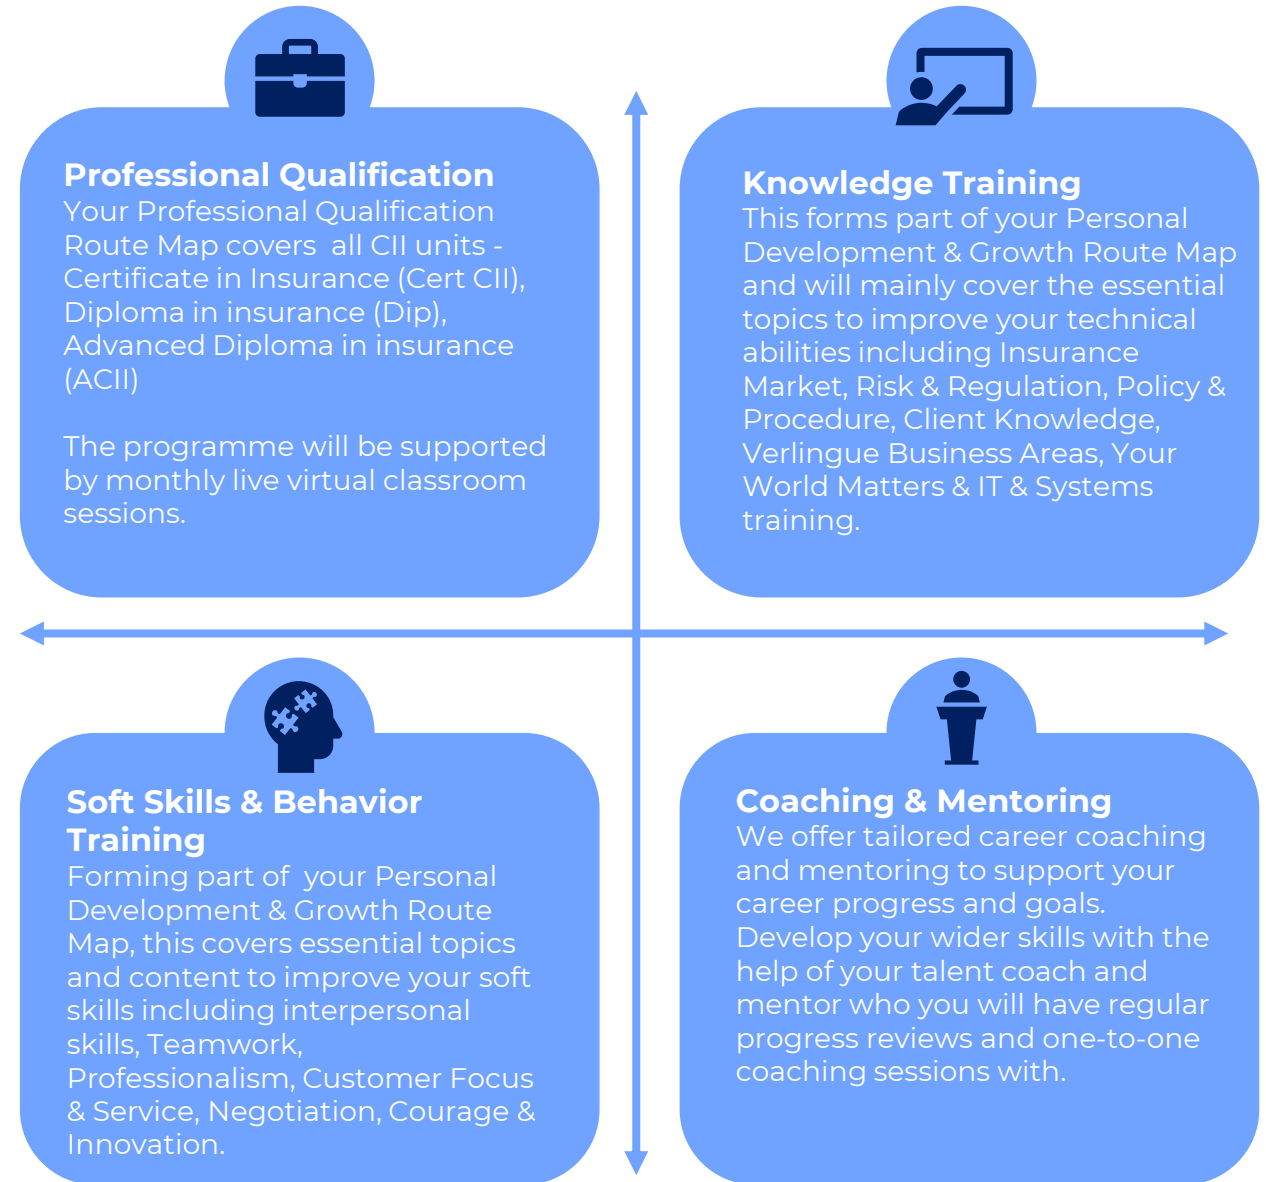 Professional Qualification
Your Professional Qualification
Route Map covers  all CII units -
Certificate in Insurance (Cert CII),
Diploma in insurance (Dip),
Advanced Diploma in insurance
(ACII)
The programme will be supported
by monthly live virtual classroom
sessions.
Knowledge Training
This forms part of your Personal
Development & Growth Route Map
and will mainly cover the essential
topics to improve your technical
abilities including Insurance
Market, Risk & Regulation, Policy &
Procedure, Client Knowledge,
Verlingue Business Areas, Your
World Matters & IT & Systems
training.
Soft Skills & Behavior
Training
Forming part of  your Personal
Development & Growth Route
Map, this covers essential topics
and content to improve your soft
skills including interpersonal
skills, Teamwork,
Professionalism, Customer Focus
& Service, Negotiation, Courage &
Innovation.
Coaching & Mentoring
We offer tailored career coaching
and mentoring to support your
career progress and goals.
Develop your wider skills with the
help of your talent coach and
mentor who you will have regular
progress reviews and one-to-one
coaching sessions with.